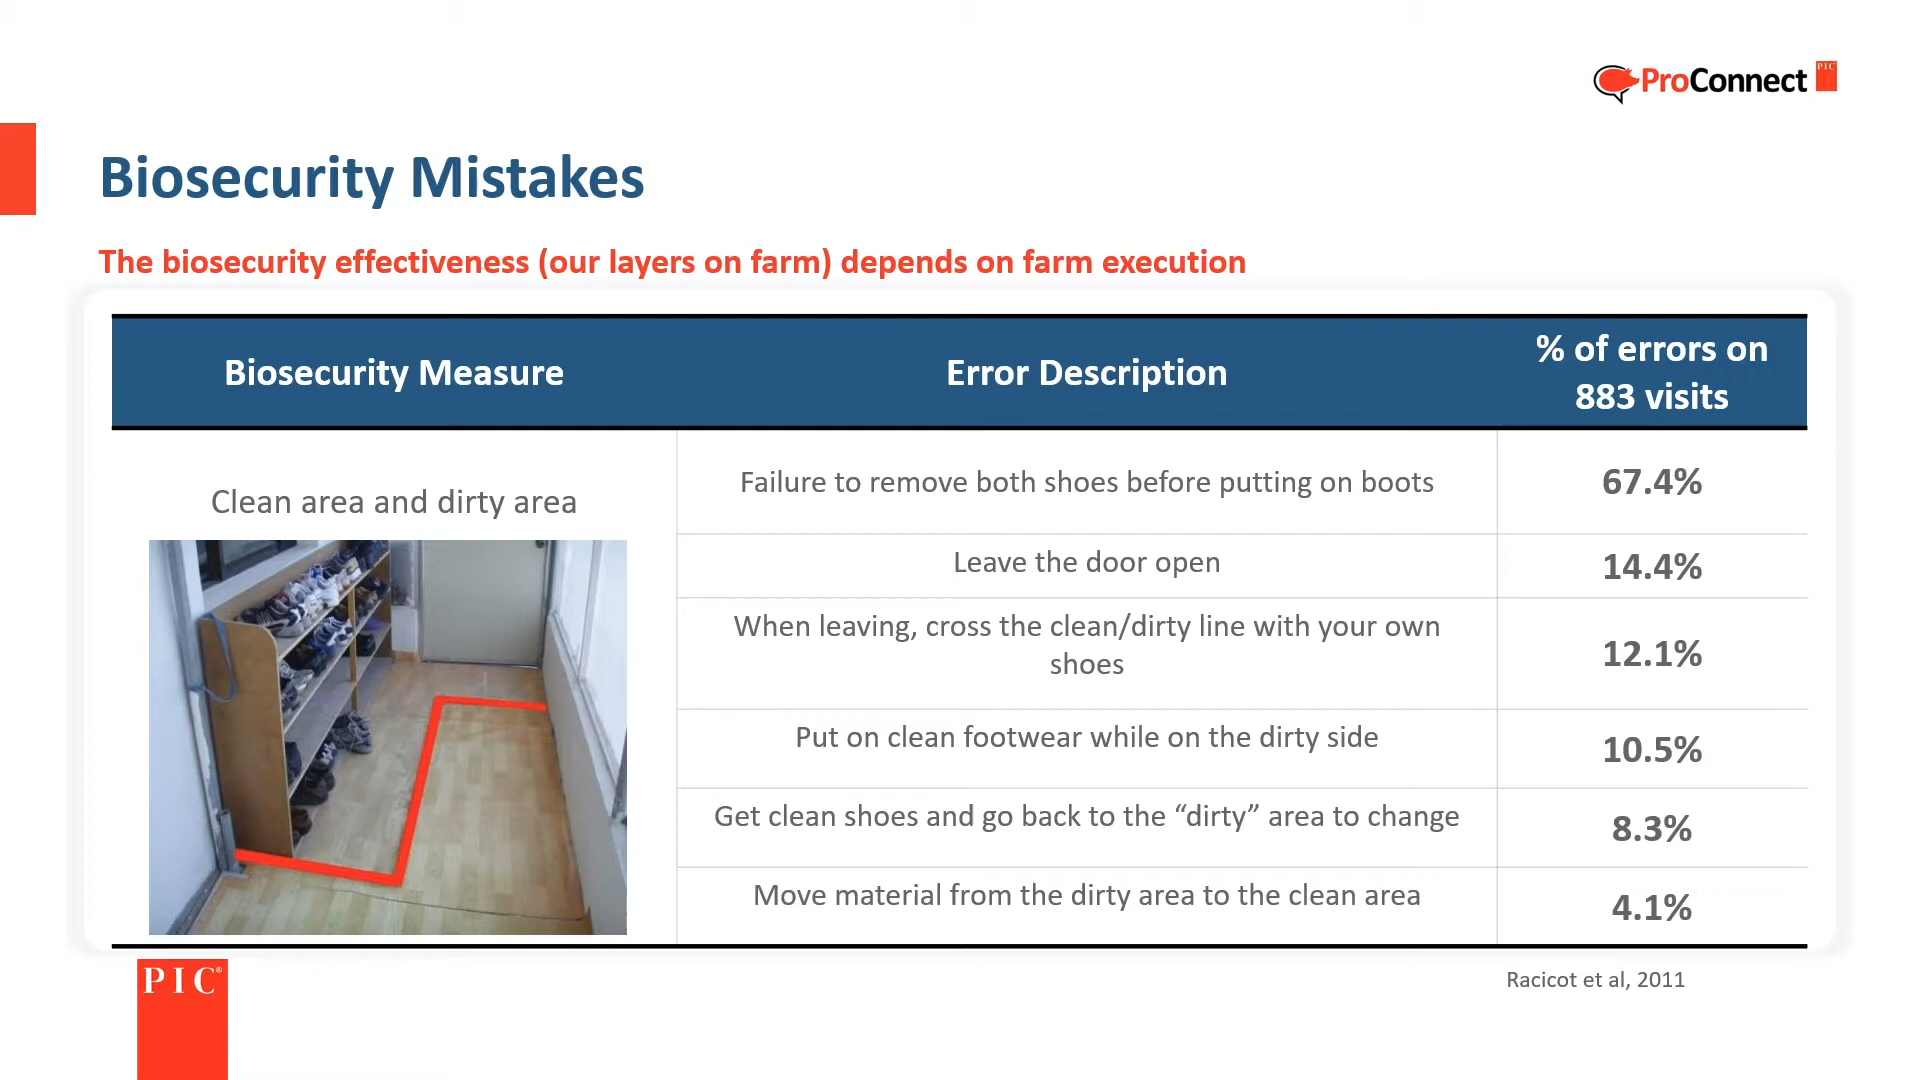 ProConnect PIC
Biosecurity Mistakes
The biosecurity effectiveness (our layers on farm) depends on farm execution
Biosecurity Measure
Error Description
% of errors on
883 visits
Clean area and dirty area
Failure to remove both shoes before putting on boots
67.4%
Leave the door open
14.4%
When leaving, cross the clean/dirty line with your own
shoes
12.1%
Put on clean footwear while on the dirty side
10.5%
Get clean shoes and go back to the “dirty” area to change
8.3%
Move material from the dirty area to the clean area
4.1%
PIC®
Racicot et al, 2011